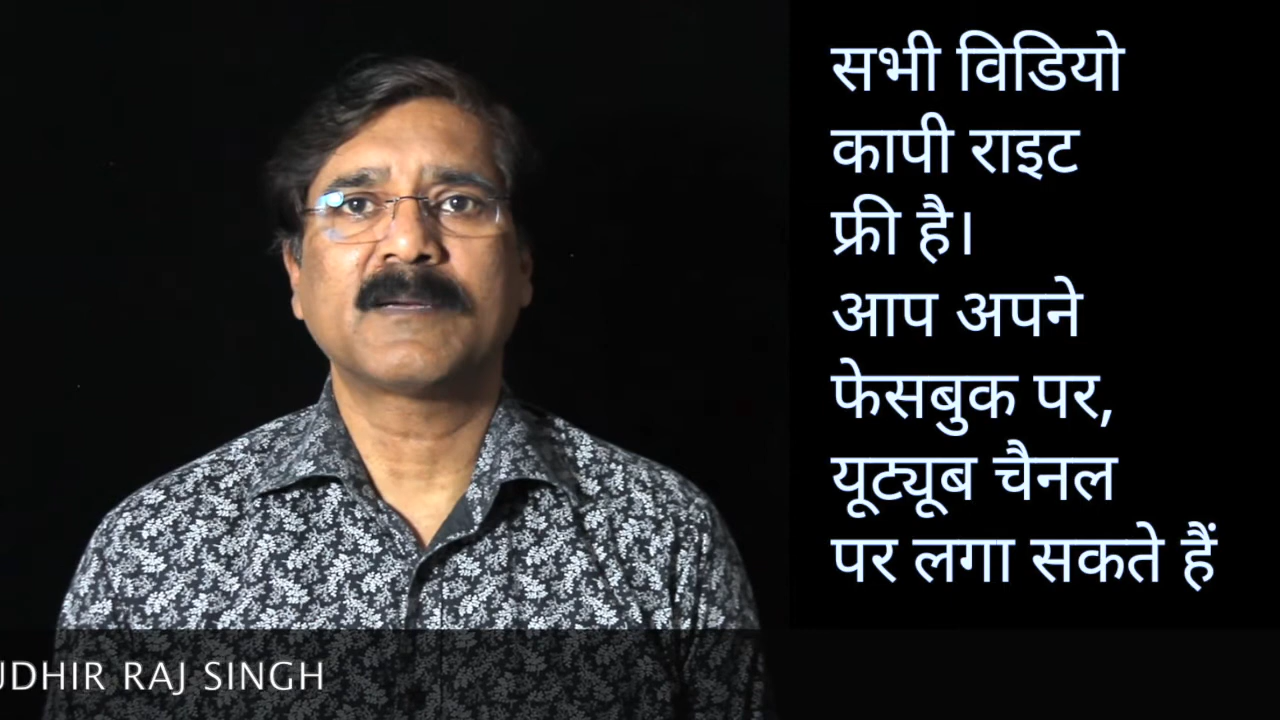 सभी विडियो
कापी राइट
फ्री है।
आप अपने
फेसबुक पर,
यूट्यूब चैनल
पर लगा सकते हैं
UDHIR RAJ SINGH